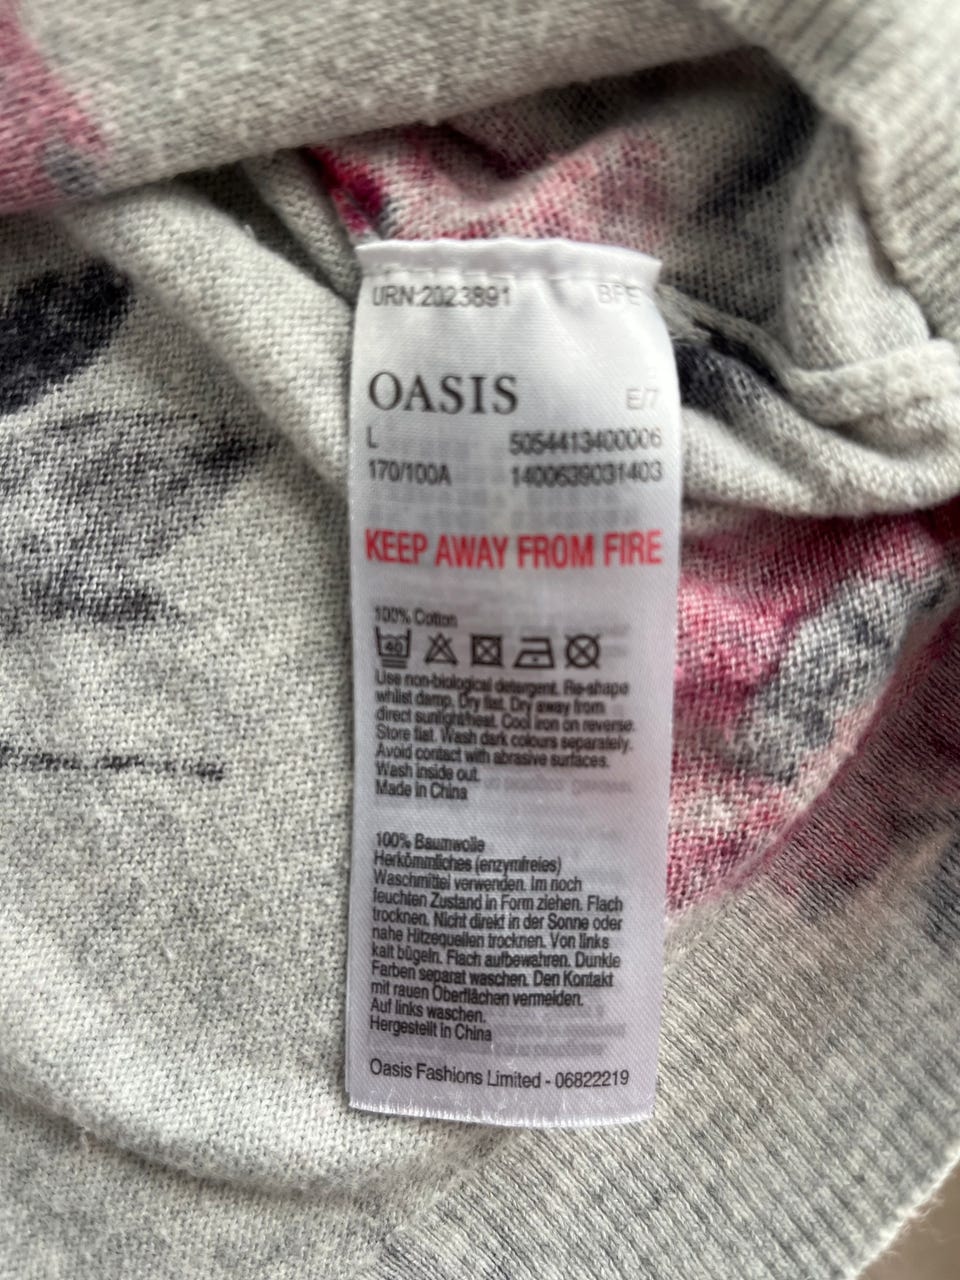 URN:2023891 BFE
OASIS E/7
L 5054413400006
170/100A 1400639031403
KEEP AWAY FROM FIRE
100% Cotton
40
Use non-biological detergent. Re-shape
whilst damp. Dry flat. Dry away from
direct sunlight/heat. Cool iron on reverse.
Store flat. Wash dark colours separately.
Avoid contact with abrasive surfaces.
Wash inside out.
Made in China
100% Baumwolle
Herkömmliches (enzymfreies)
Waschmittel verwenden. Im noch
feuchten Zustand in Form ziehen. Flach
trocknen. Nicht direkt in der Sonne oder
nahe Hitzequellen trocknen. Von links
kalt bügeln. Flach aufbewahren. Dunkle
Farben separat waschen. Den Kontakt
mit rauen Oberflächen vermeiden.
Auf links waschen.
Hergestellt in China
Oasis Fashions Limited - 06822219